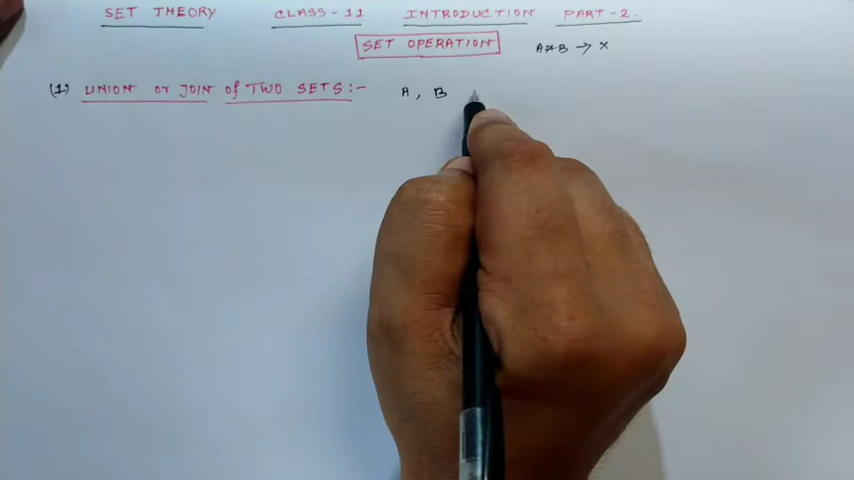 SET THEORY CLASS-11 INTRODUCTION PART-2.
SET OPERATION A*B → X
(1) UNION or JOIN of TWO SETS:- A, B